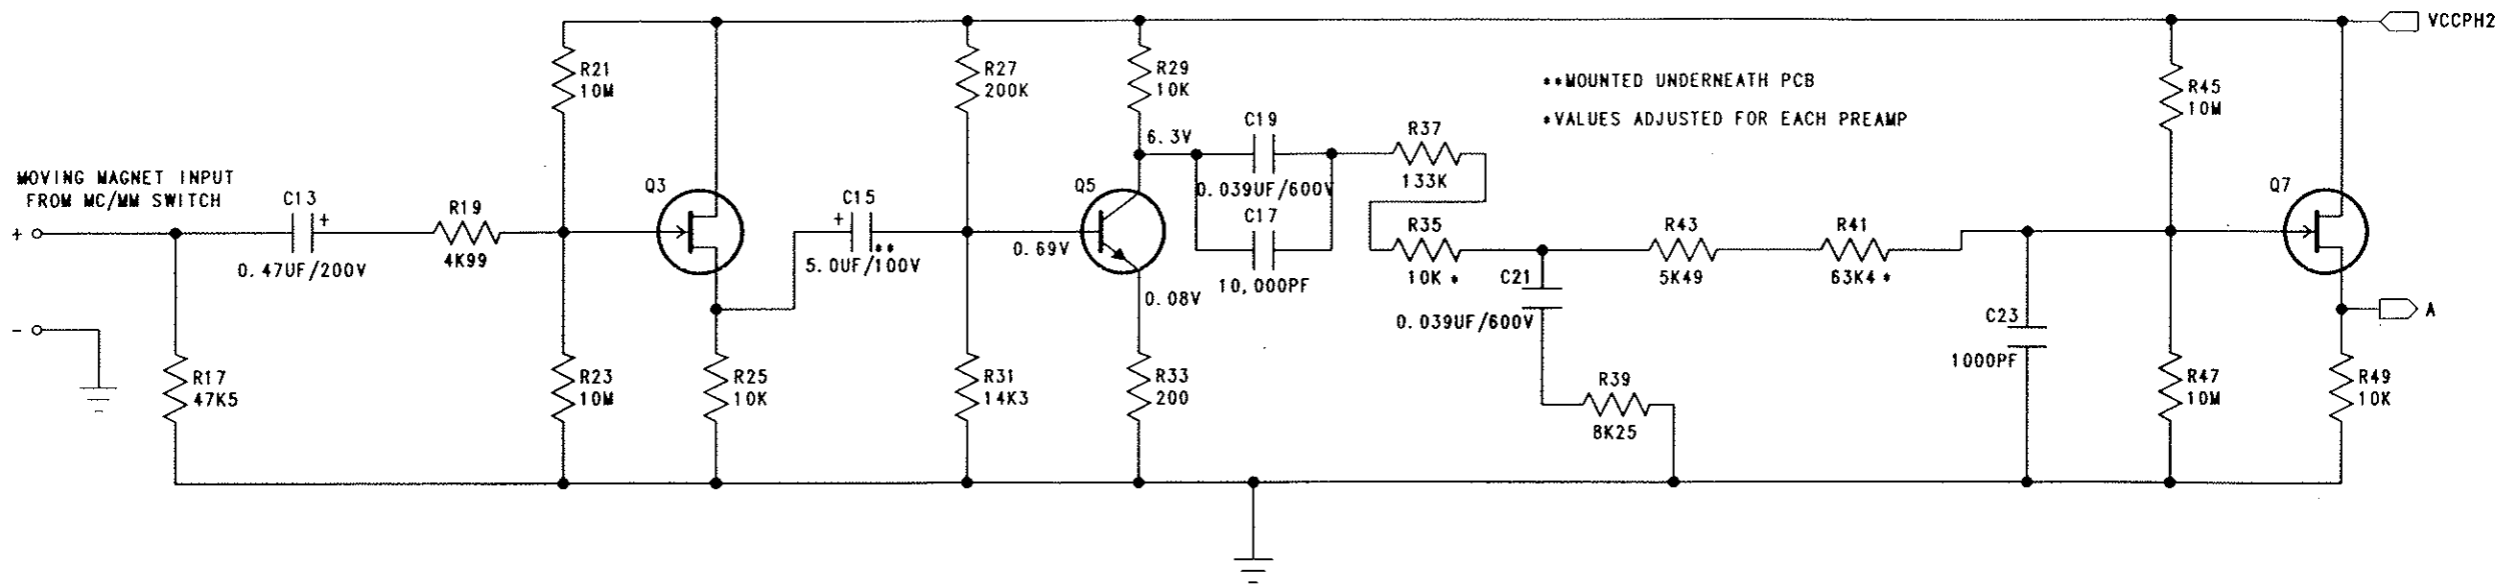 VCCPH2
R21
10M
R27
200K
R29
10K
**MOUNTED UNDERNEATH PCB
*VALUES ADJUSTED FOR EACH PREAMP
R45
10M
6.3V
C19
0.039UF/600V
R37
133K
MOVING MAGNET INPUT
FROM MC/MM SWITCH
C13
+
0.47UF/200V
R19
4K99
Q3
C15
+
**
5.0UF/100V
Q5
0.69V
0.08V
C17
10,000PF
R35
10K *
C21
0.039UF/600V
R43
5K49
R41
63K4 *
Q7
A
+
-
R17
47K5
R23
10M
R25
10K
R31
14K3
R33
200
R39
8K25
C23
1000PF
R47
10M
R49
10K